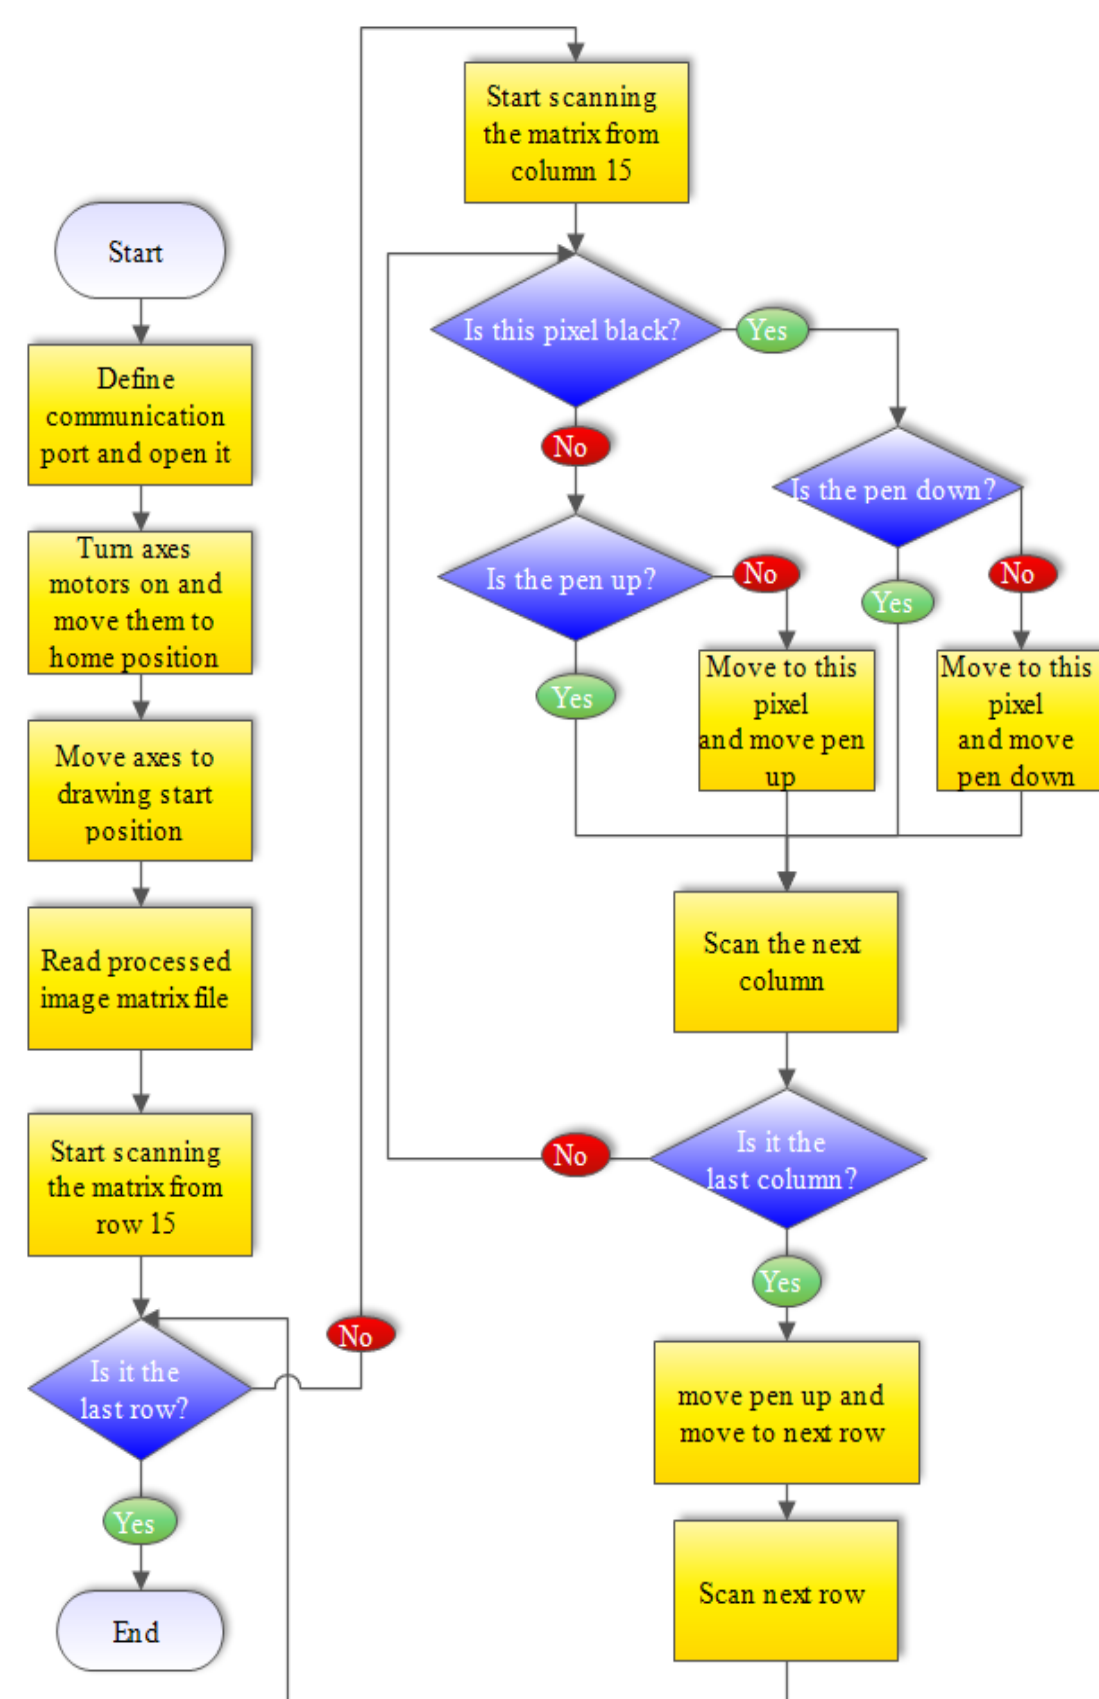 Start
Define
communication
port and open it
Turn axes
motors on and
move them to
home position
Move axes to
drawing start
position
Read processed
image matrix file
Start scanning
the matrix from
row 15
Is it the
last row?
No
Yes
End
Start scanning
the matrix from
column 15
Is this pixel black?
Yes
No
Is the pen down?
Is the pen up?
No
No
Yes
Yes
Move to this
pixel
and move pen
up
Move to this
pixel
and move
pen down
Scan the next
column
Is it the
last column?
No
Yes
move pen up and
move to next row
Scan next row